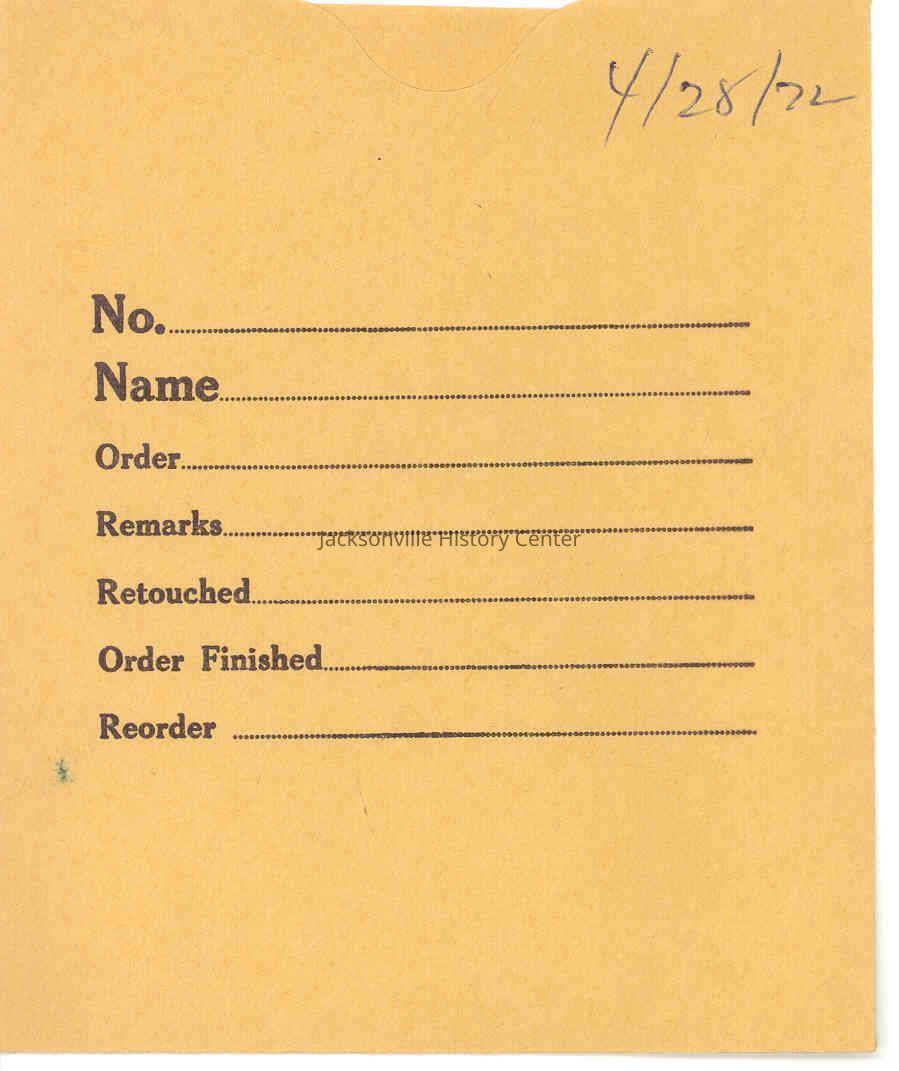 4/28/72
No.
Name
Order
Remarks
Jacksonville History Center
Retouched
Order Finished
Reorder